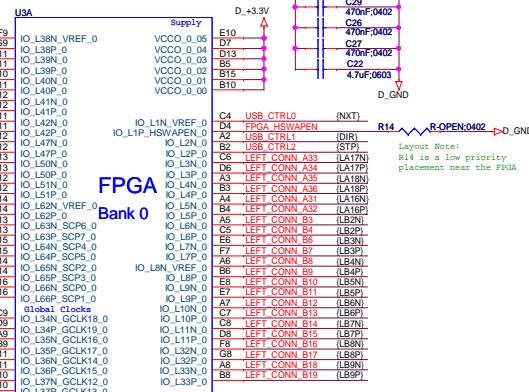 U3A
Supply
D_+3.3V
C29
470nF;0402
C26
470nF;0402
C27
470nF;0402
C22
4.7uF;0603
D_GND
IO_L38N_VREF_0
IO_L38P_0
IO_L39N_0
IO_L39P_0
IO_L40N_0
IO_L40P_0
IO_L41N_0
IO_L41P_0
IO_L42N_0
IO_L42P_0
IO_L47N_0
IO_L47P_0
IO_L50N_0
IO_L50P_0
IO_L51N_0
IO_L51P_0
IO_L62N_VREF_0
IO_L62P_0
IO_L63N_SCP6_0
IO_L63P_SCP7_0
IO_L64N_SCP4_0
IO_L64P_SCP5_0
IO_L65N_SCP2_0
IO_L65P_SCP3_0
IO_L66N_SCP0_0
IO_L66P_SCP1_0
Global Clocks
IO_L34N_GCLK18_0
IO_L34P_GCLK19_0
IO_L35N_GCLK16_0
IO_L35P_GCLK17_0
IO_L36N_GCLK14_0
IO_L36P_GCLK15_0
IO_L37N_GCLK12_0
IO_L37P_GCLK13_0
FPGA
Bank 0
VCCO_0_05 E10
VCCO_0_04 D7
VCCO_0_03 D13
VCCO_0_02 B5
VCCO_0_01 B15
VCCO_0_00 B10
IO_L1N_VREF_0 C4 USB_CTRL0 {NXT}
IO_L1P_HSWAPEN_0 D4 FPGA_HSWAPEN
IO_L2N_0 A2 USB_CTRL1 {DIR}
IO_L2P_0 B2 USB_CTRL2 {STP}
IO_L3N_0 C6 LEFT_CONN_A33 {LA17N}
IO_L3P_0 D6 LEFT_CONN_A34 {LA17P}
IO_L4N_0 A3 LEFT_CONN_A35 {LA18N}
IO_L4P_0 B3 LEFT_CONN_A36 {LA18P}
IO_L5N_0 A4 LEFT_CONN_A31 {LA16N}
IO_L5P_0 B4 LEFT_CONN_A32 {LA16P}
IO_L6N_0 A5 LEFT_CONN_B3 {LB2N}
IO_L6P_0 C5 LEFT_CONN_B4 {LB2P}
IO_L7N_0 E6 LEFT_CONN_B6 {LB3N}
IO_L7P_0 F7 LEFT_CONN_B7 {LB3P}
IO_L8N_VREF_0 A6 LEFT_CONN_B8 {LB4N}
IO_L8P_0 B6 LEFT_CONN_B9 {LB4P}
IO_L9N_0 E8 LEFT_CONN_B10 {LB5N}
IO_L9P_0 E7 LEFT_CONN_B11 {LB5P}
IO_L10N_0 A7 LEFT_CONN_B12 {LB6N}
IO_L10P_0 C7 LEFT_CONN_B13 {LB6P}
IO_L11N_0 C8 LEFT_CONN_B14 {LB7N}
IO_L11P_0 D8 LEFT_CONN_B15 {LB7P}
IO_L32N_0 F8 LEFT_CONN_B16 {LB8N}
IO_L32P_0 G8 LEFT_CONN_B17 {LB8P}
IO_L33N_0 A8 LEFT_CONN_B18 {LB9N}
IO_L33P_0 B8 LEFT_CONN_B19 {LB9P}
R14 R-OPEN;0402 D_GND
Layout Note:
R14 is a low priority
placement near the FPGA